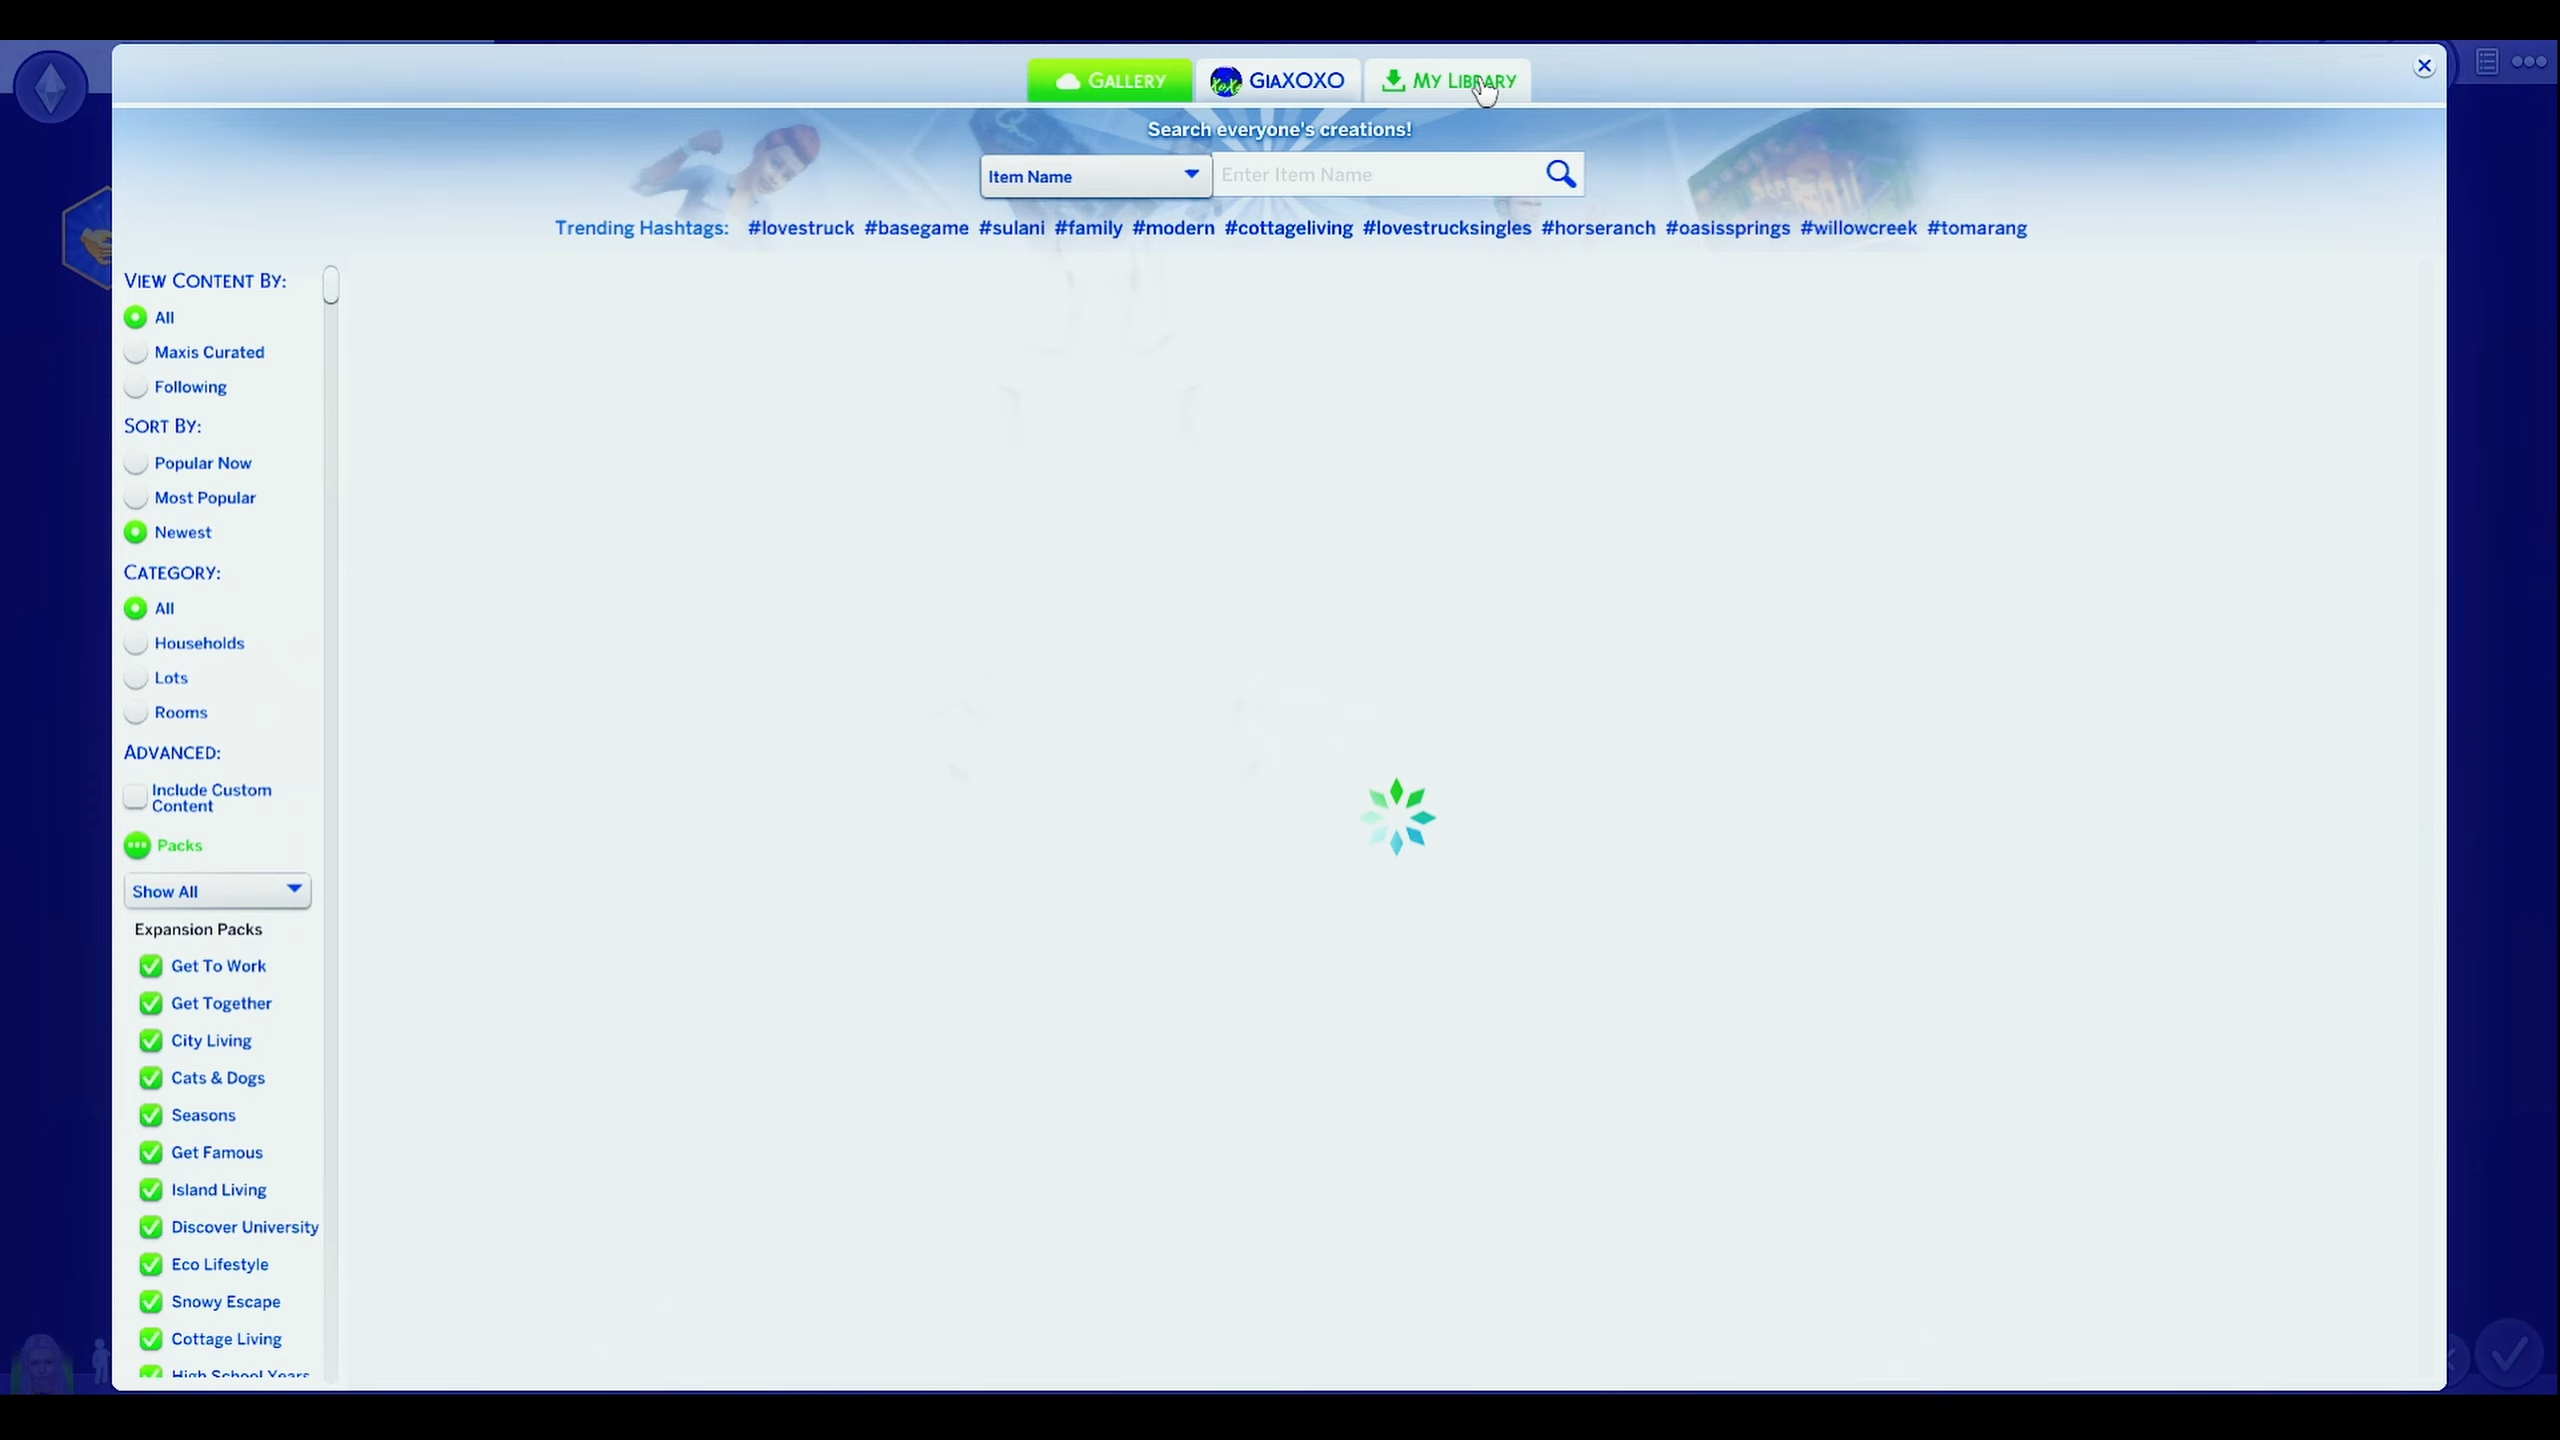 GALLERY
GIAXOXO
MY LIBRARY
Search everyone's creations!
Item Name
Enter Item Name
Trending Hashtags: #lovestruck #basegame #sulani #family #modern #cottageliving #lovestrucksingles #horseranch #oasissprings #willowcreek #tomarang
VIEW CONTENT BY:
All
Maxis Curated
Following
SORT BY:
Popular Now
Most Popular
Newest
CATEGORY:
All
Households
Lots
Rooms
ADVANCED:
Include Custom
Content
Packs
Show All
Expansion Packs
Get To Work
Get Together
City Living
Cats & Dogs
Seasons
Get Famous
Island Living
Discover University
Eco Lifestyle
Snowy Escape
Cottage Living
High School Years